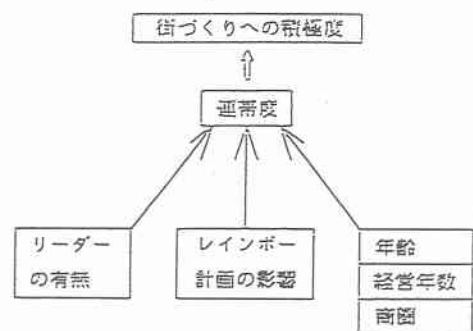 街づくりへの積極度
連帯度
リーダー
の有無
レインボー
計画の影響
年齢
経営年数
商圏